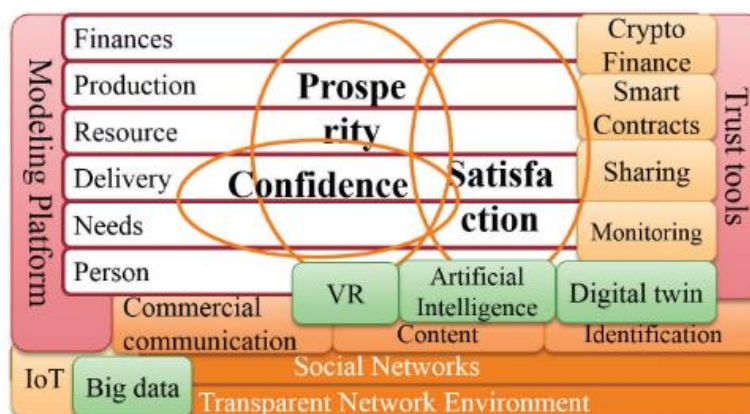 Modeling Platform
Finances
Production
Resource
Delivery
Needs
Person
Prospe
rity
Confidence
Satisfa
ction
Crypto
Finance
Smart
Contracts
Sharing
Monitoring
Trust tools
VR
Artificial
Intelligence
Digital twin
Commercial
communication
Content
Identification
IoT
Big data
Social Networks
Transparent Network Environment